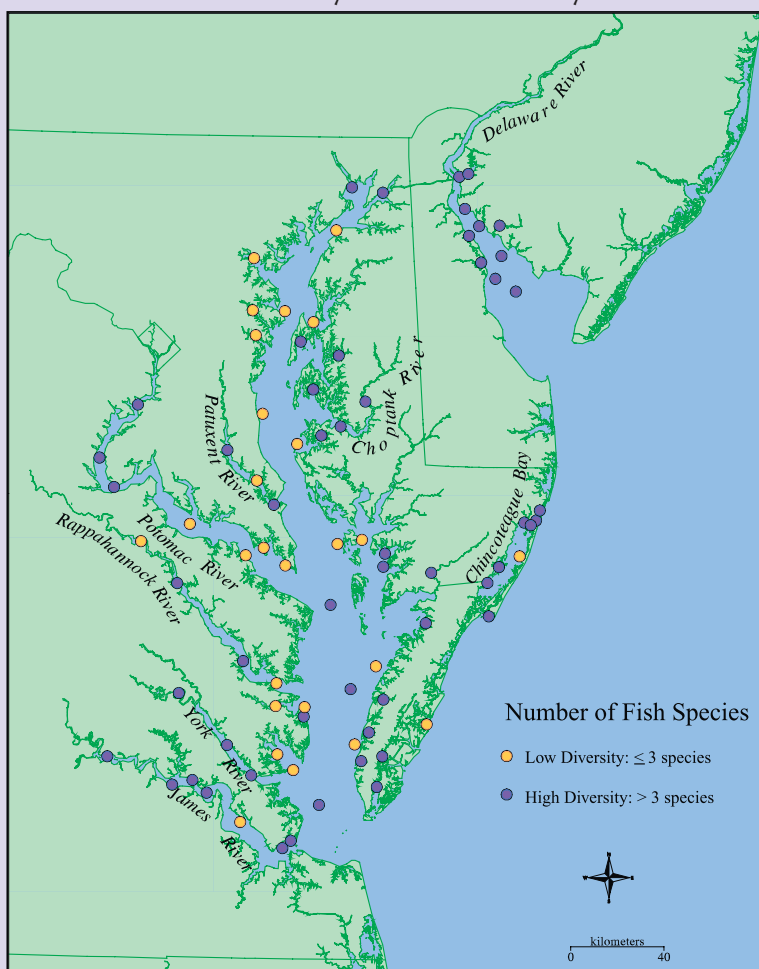 Delaware River
Patuxent River
Choptank River
Chincoteague Bay
Potomac River
Rappahannock River
York River
James River
Number of Fish Species
Low Diversity: ≤ 3 species
High Diversity: > 3 species
kilometers
0 40